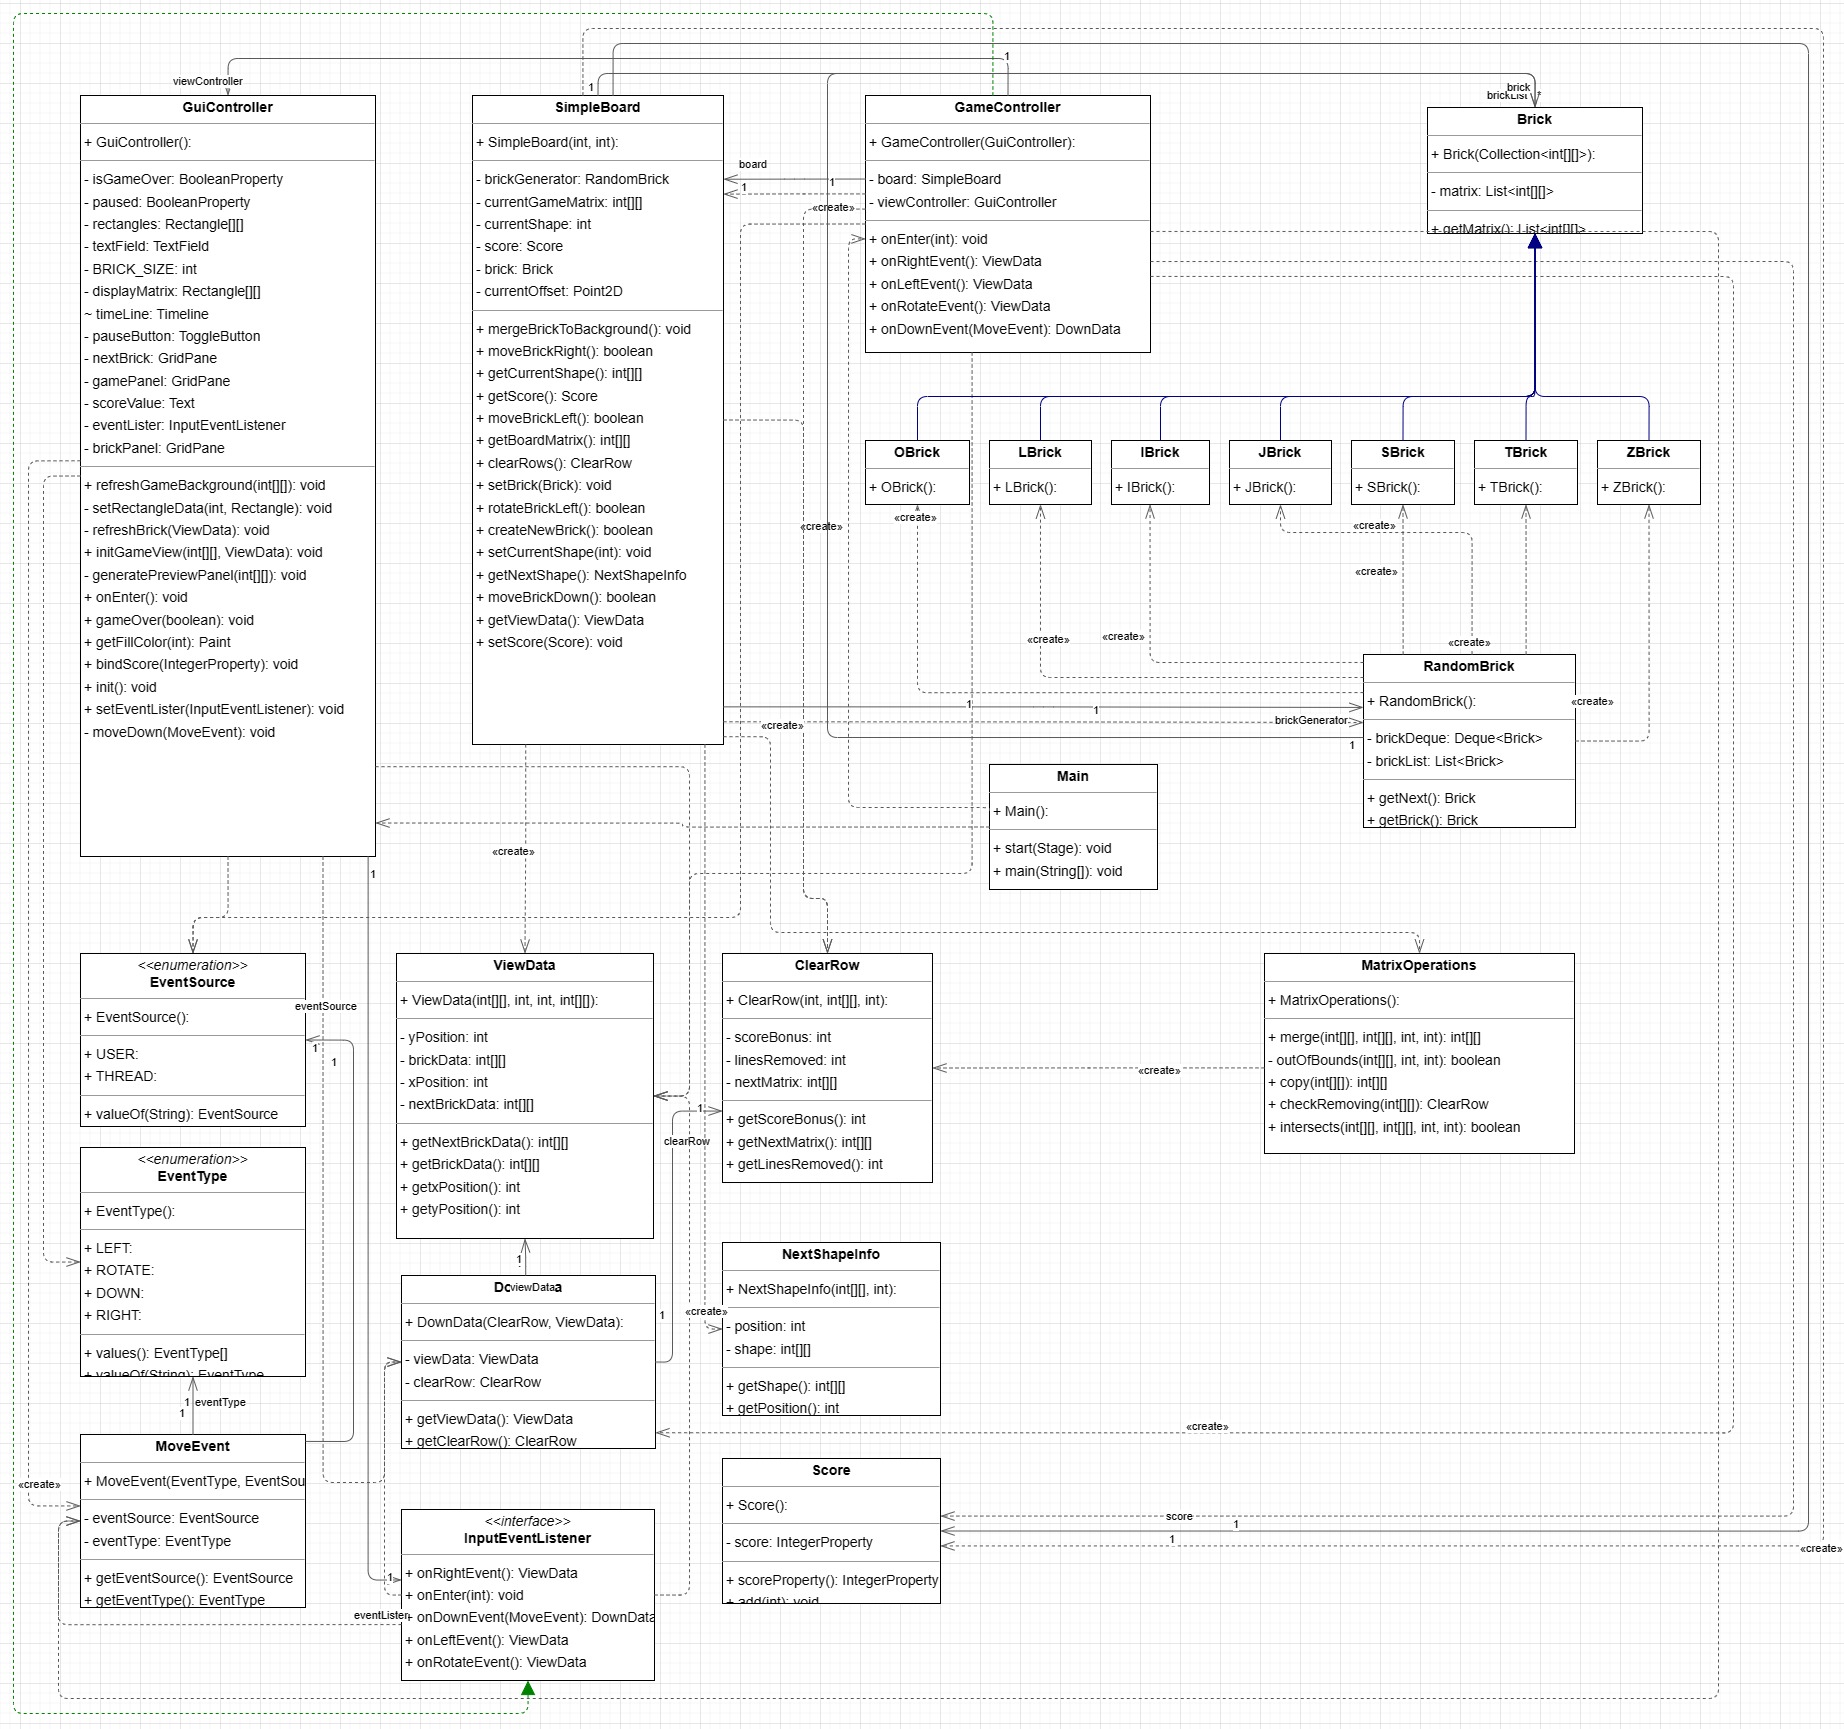 1
viewController
1
brick
brickList
*
GuiController
+ GuiController():
- isGameOver: BooleanProperty
- paused: BooleanProperty
- rectangles: Rectangle[][]
- textField: TextField
- BRICK_SIZE: int
- displayMatrix: Rectangle[][]
~ timeLine: Timeline
- pauseButton: ToggleButton
- nextBrick: GridPane
- gamePanel: GridPane
- scoreValue: Text
- eventLister: InputEventListener
- brickPanel: GridPane
+ refreshGameBackground(int[][]): void
- setRectangleData(int, Rectangle): void
- refreshBrick(ViewData): void
+ initGameView(int[][], ViewData): void
- generatePreviewPanel(int[][]): void
+ onEnter(): void
+ gameOver(boolean): void
+ getFillColor(int): Paint
+ bindScore(IntegerProperty): void
+ init(): void
+ setEventLister(InputEventListener): void
- moveDown(MoveEvent): void
SimpleBoard
+ SimpleBoard(int, int):
- brickGenerator: RandomBrick
- currentGameMatrix: int[][]
- currentShape: int
- score: Score
- brick: Brick
- currentOffset: Point2D
+ mergeBrickToBackground(): void
+ moveBrickRight(): boolean
+ getCurrentShape(): int[][]
+ getScore(): Score
+ moveBrickLeft(): boolean
+ getBoardMatrix(): int[][]
+ clearRows(): ClearRow
+ setBrick(Brick): void
+ rotateBrickLeft(): boolean
+ createNewBrick(): boolean
+ setCurrentShape(int): void
+ getNextShape(): NextShapeInfo
+ moveBrickDown(): boolean
+ getViewData(): ViewData
+ setScore(Score): void
board
1
1
«create»
GameController
+ GameController(GuiController):
- board: SimpleBoard
- viewController: GuiController
+ onEnter(int): void
+ onRightEvent(): ViewData
+ onLeftEvent(): ViewData
+ onRotateEvent(): ViewData
+ onDownEvent(MoveEvent): DownData
Brick
+ Brick(Collection<int[][]>):
- matrix: List<int[][]>
+ getMatrix(): List<int[][]>
OBrick
+ OBrick():
LBrick
+ LBrick():
IBrick
+ IBrick():
JBrick
+ JBrick():
SBrick
+ SBrick():
TBrick
+ TBrick():
ZBrick
+ ZBrick():
«create»
«create»
«create»
«create»
«create»
«create»
«create»
RandomBrick
+ RandomBrick():
- brickDeque: Deque<Brick>
- brickList: List<Brick>
+ getNext(): Brick
+ getBrick(): Brick
«create»
1
1
brickGenerator
«create»
1
Main
+ Main():
+ start(Stage): void
+ main(String[]): void
«create»
1
<<enumeration>>
EventSource
+ EventSource():
+ USER:
+ THREAD:
+ valueOf(String): EventSource
eventSource
1
1
ViewData
+ ViewData(int[][], int, int, int[][]):
- yPosition: int
- brickData: int[][]
- xPosition: int
- nextBrickData: int[][]
+ getNextBrickData(): int[][]
+ getBrickData(): int[][]
+ getxPosition(): int
+ getyPosition(): int
ClearRow
+ ClearRow(int, int[][], int):
- scoreBonus: int
- linesRemoved: int
- nextMatrix: int[][]
+ getScoreBonus(): int
+ getNextMatrix(): int[][]
+ getLinesRemoved(): int
1
clearRow
«create»
MatrixOperations
+ MatrixOperations():
+ merge(int[][], int[][], int, int): int[][]
- outOfBounds(int[][], int, int): boolean
+ copy(int[][]): int[][]
+ checkRemoving(int[][]): ClearRow
+ intersects(int[][], int[][], int, int): boolean
<<enumeration>>
EventType
+ EventType():
+ LEFT:
+ ROTATE:
+ DOWN:
+ RIGHT:
+ values(): EventType[]
+ valueOf(String): EventType
1
1
eventType
1
viewData
+ DownData(ClearRow, ViewData):
- viewData: ViewData
- clearRow: ClearRow
+ getViewData(): ViewData
+ getClearRow(): ClearRow
1
«create»
NextShapeInfo
+ NextShapeInfo(int[][], int):
- position: int
- shape: int[][]
+ getShape(): int[][]
+ getPosition(): int
«create»
MoveEvent
+ MoveEvent(EventType, EventSou
- eventSource: EventSource
- eventType: EventType
+ getEventSource(): EventSource
+ getEventType(): EventType
«create»
<<interface>>
InputEventListener
+ onRightEvent(): ViewData
+ onEnter(int): void
+ onDownEvent(MoveEvent): DownData
+ onLeftEvent(): ViewData
+ onRotateEvent(): ViewData
1
eventLister
Score
+ Score():
- score: IntegerProperty
+ scoreProperty(): IntegerProperty
+ add(int): void
score
1
1
«create»